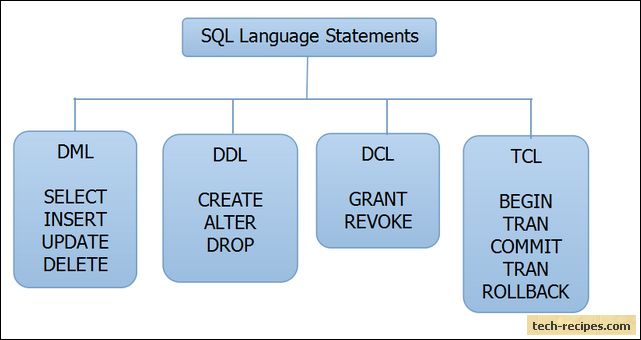 SQL Language Statements
DML
SELECT
INSERT
UPDATE
DELETE
DDL
CREATE
ALTER
DROP
DCL
GRANT
REVOKE
TCL
BEGIN
TRAN
COMMIT
TRAN
ROLLBACK
tech-recipes.com